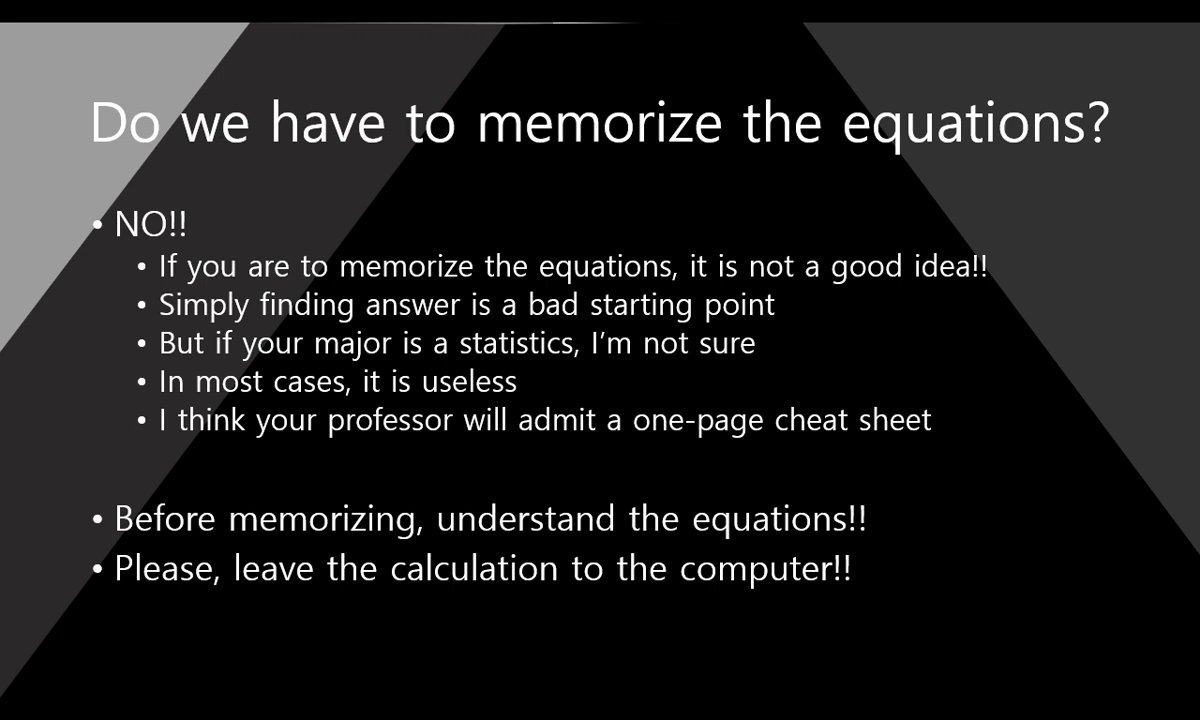 Do we have to memorize the equations?
• NO!!
• If you are to memorize the equations, it is not a good idea!!
• Simply finding answer is a bad starting point
• But if your major is a statistics, I’m not sure
• In most cases, it is useless
• I think your professor will admit a one-page cheat sheet
• Before memorizing, understand the equations!!
• Please, leave the calculation to the computer!!